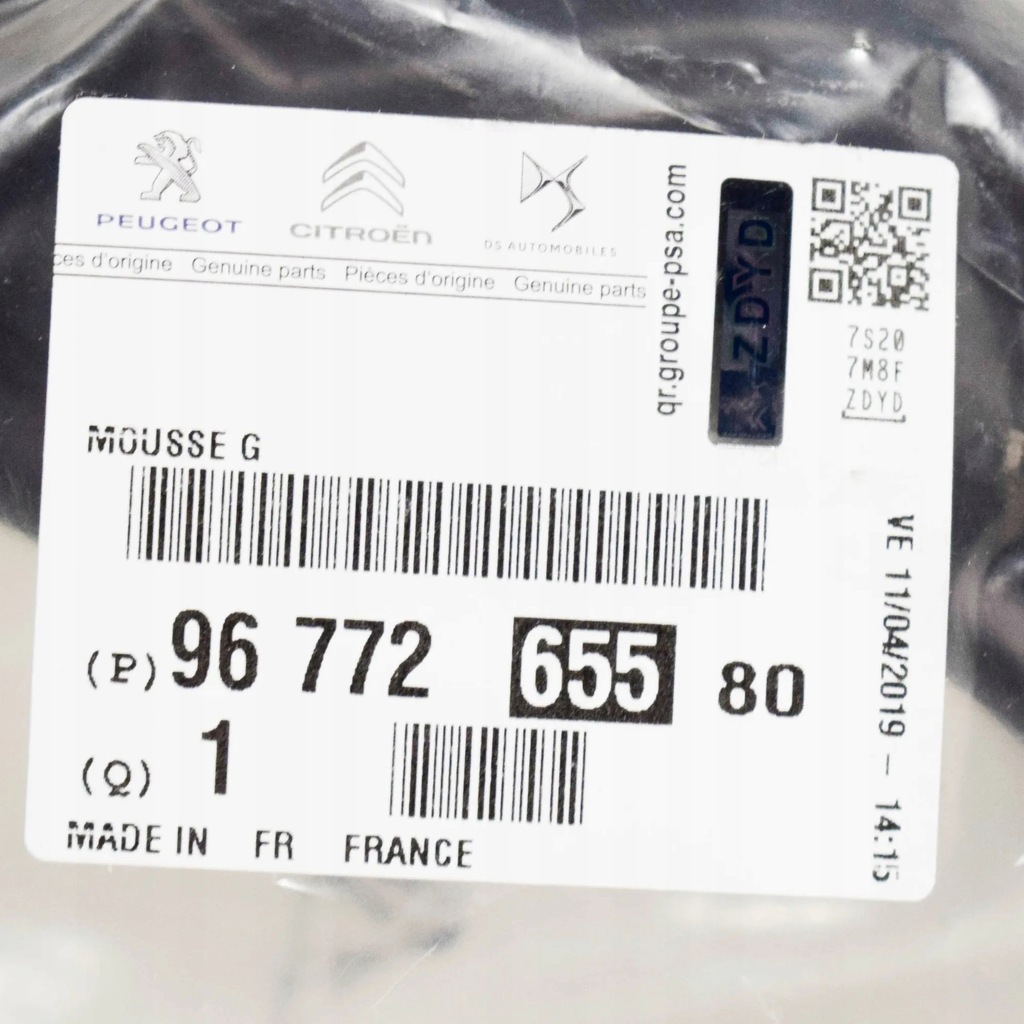 PEUGEOT
CITROËN
DS AUTOMOBILES
ces d'origine Genuine parts Pièces d'origine Genuine parts
qr.groupe-psa.com
ZDYD
7S20
7M8F
ZDYD
MOUSSE G
(P) 96 772 655 80
(Q) 1
MADE IN FR FRANCE
VE 11/04/2019 - 14:15